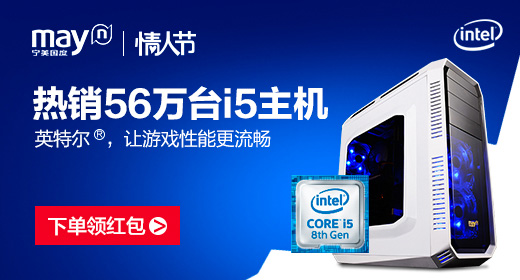 mayn
宁美国度
情人节
intel
热销56万台i5主机
英特尔®，让游戏性能更流畅
下单领红包 >
intel
CORE i5
8th Gen
mayn